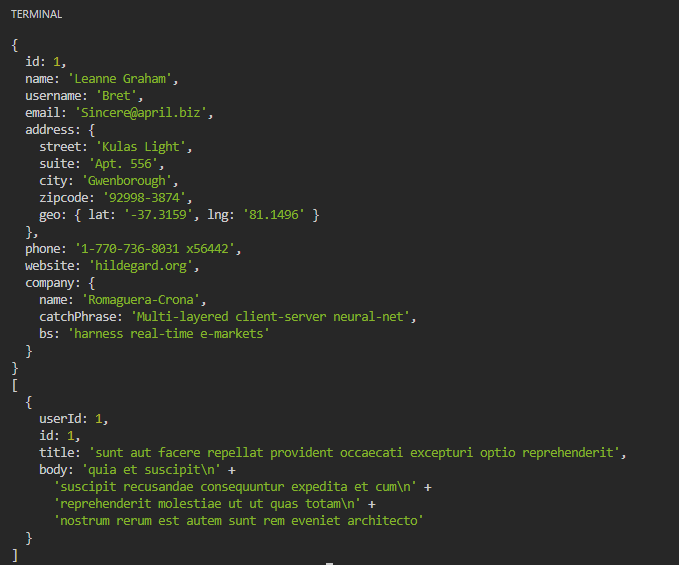 TERMINAL
{
  id: 1,
  name: 'Leanne Graham',
  username: 'Bret',
  email: 'Sincere@april.biz',
  address: {
    street: 'Kulas Light',
    suite: 'Apt. 556',
    city: 'Gwenborough',
    zipcode: '92998-3874',
    geo: { lat: '-37.3159', lng: '81.1496' }
  },
  phone: '1-770-736-8031 x56442',
  website: 'hildegard.org',
  company: {
    name: 'Romaguera-Crona',
    catchPhrase: 'Multi-layered client-server neural-net',
    bs: 'harness real-time e-markets'
  }
}
[
  {
    userId: 1,
    id: 1,
    title: 'sunt aut facere repellat provident occaecati excepturi optio reprehenderit',
    body: 'quia et suscipit\n' +
      'suscipit recusandae consequuntur expedita et cum\n' +
      'reprehenderit molestiae ut ut quas totam\n' +
      'nostrum rerum est autem sunt rem eveniet architecto'
  }
]